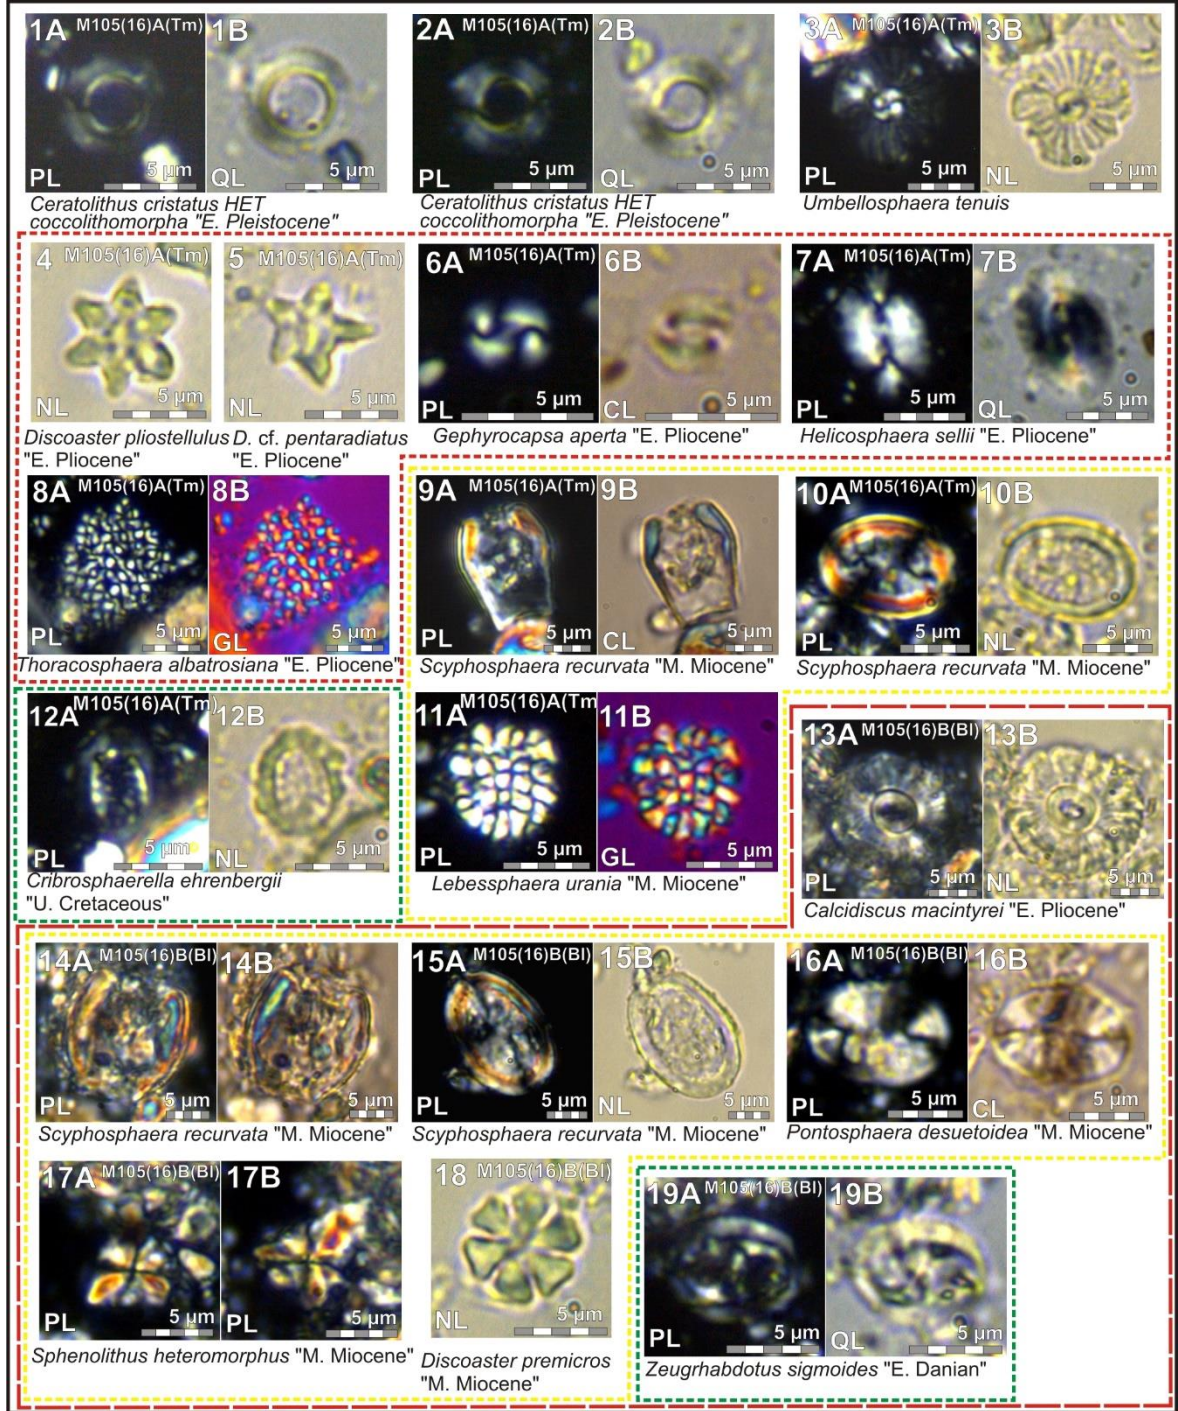 1A M105(16)A(Tm) 1B
PL 5 µm QL 5 µm
Ceratolithus cristatus HET
coccolithomorpha "E. Pleistocene"
2A M105(16)A(Tm) 2B
PL 5 µm QL 5 µm
Ceratolithus cristatus HET
coccolithomorpha "E. Pleistocene"
3A M105(16)A(Tm) 3B
PL 5 µm NL 5 µm
Umbellosphaera tenuis
4 M105(16)A(Tm)
NL 5 µm
Discoaster pliostellulus
"E. Pliocene"
5 M105(16)A(Tm)
NL 5 µm
D. cf. pentaradiatus
"E. Pliocene"
6A M105(16)A(Tm) 6B
PL 5 µm CL 5 µm
Gephyrocapsa aperta "E. Pliocene"
7A M105(16)A(Tm) 7B
PL 5 µm QL 5 µm
Helicosphaera sellii "E. Pliocene"
8A M105(16)A(Tm) 8B
PL 5 µm GL 5 µm
Thoracosphaera albatrosiana "E. Pliocene"
9A M105(16)A(Tm) 9B
PL 5 µm CL 5 µm
Scyphosphaera recurvata "M. Miocene"
10A M105(16)A(Tm) 10B
PL 5 µm NL 5 µm
Scyphosphaera recurvata "M. Miocene"
12A M105(16)A(Tm) 12B
PL 5 µm NL 5 µm
Cribrosphaerella ehrenbergii
"U. Cretaceous"
11A M105(16)A(Tm 11B
PL 5 µm GL 5 µm
Lebessphaera urania "M. Miocene"
13A M105(16)B(Bl) 13B
PL 5 µm NL 5 µm
Calcidiscus macintyrei "E. Pliocene"
14A M105(16)B(Bl) 14B
PL 5 µm PL 5 µm
Scyphosphaera recurvata "M. Miocene"
15A M105(16)B(Bl) 15B
PL 5 µm NL 5 µm
Scyphosphaera recurvata "M. Miocene"
16A M105(16)B(Bl) 16B
PL 5 µm CL 5 µm
Pontosphaera desuetoidea "M. Miocene"
17A M105(16)B(Bl) 17B
PL 5 µm PL 5 µm
Sphenolithus heteromorphus "M. Miocene"
18 M105(16)B(Bl)
NL 5 µm
Discoaster premicros
"M. Miocene"
19A M105(16)B(Bl) 19B
PL 5 µm QL 5 µm
Zeugrhabdotus sigmoides "E. Danian"